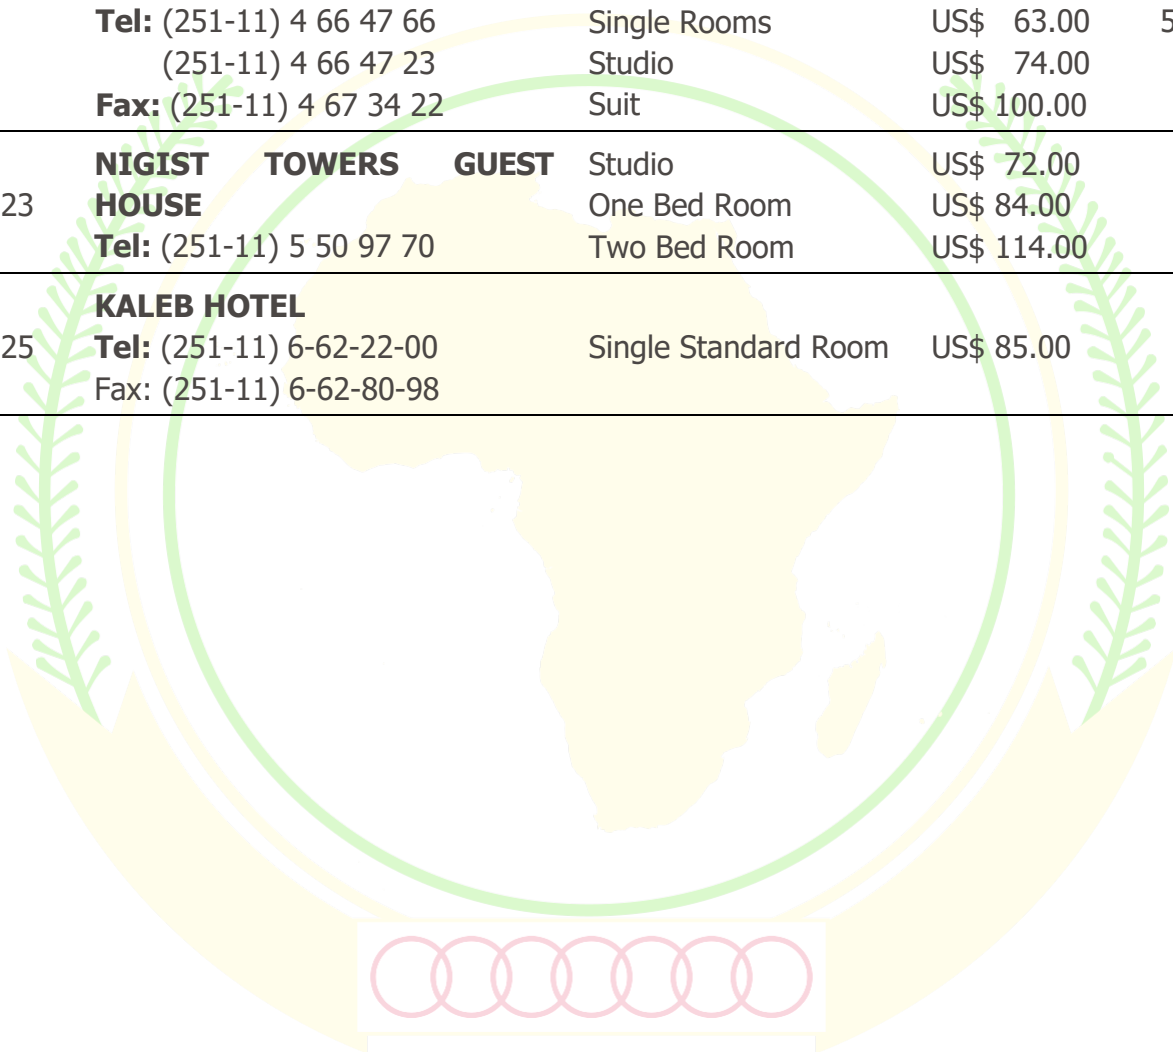 Tel: (251-11) 4 66 47 66 Single Rooms US$ 63.00
(251-11) 4 66 47 23 Studio US$ 74.00
Fax: (251-11) 4 67 34 22 Suit US$ 100.00
NIGIST TOWERS GUEST Studio US$ 72.00
23 HOUSE One Bed Room US$ 84.00
Tel: (251-11) 5 50 97 70 Two Bed Room US$ 114.00
KALEB HOTEL
25 Tel: (251-11) 6-62-22-00 Single Standard Room US$ 85.00
Fax: (251-11) 6-62-80-98